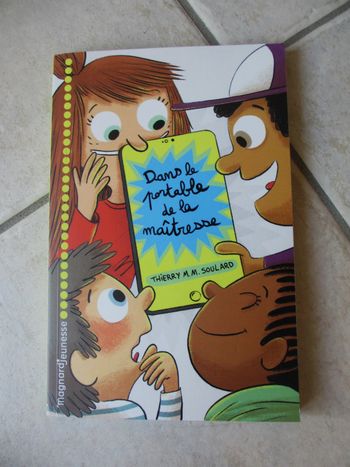 Dans le
portable
de la
maîtresse
THIERRY M.M. SOULARD
magnardjeunesse